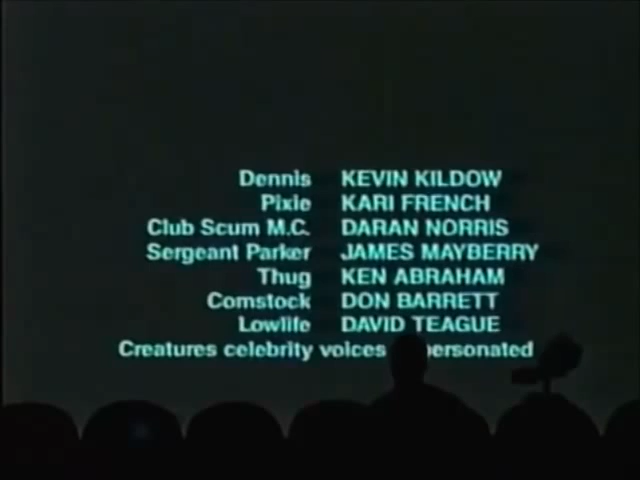 Dennis KEVIN KILDOW
Pixie KARI FRENCH
Club Scum M.C. DARAN NORRIS
Sergeant Parker JAMES MAYBERRY
Thug KEN ABRAHAM
Comstock DON BARRETT
Lowlife DAVID TEAGUE
Creatures celebrity voices personated